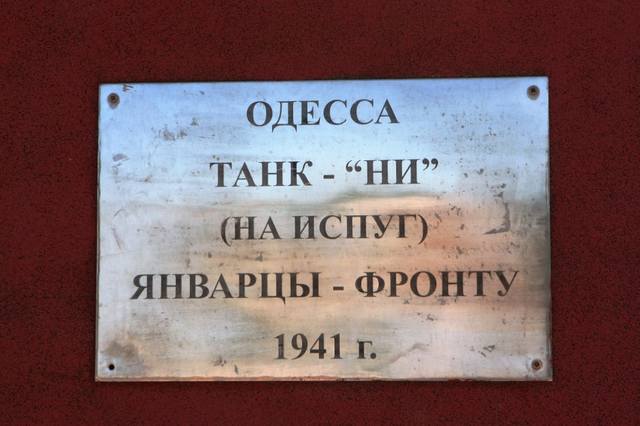 ОДЕССА
ТАНК - “НИ”
(НА ИСПУГ)
ЯНВАРЦЫ - ФРОНТУ
1941 г.